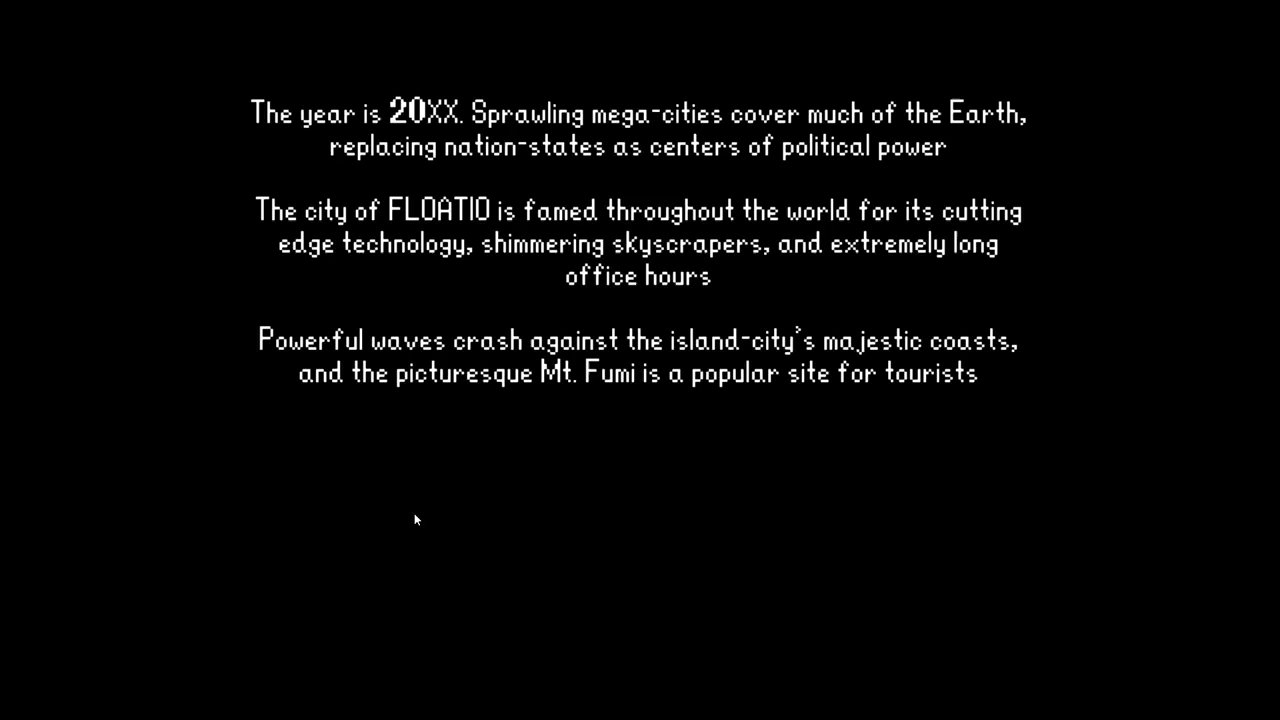 The year is 20XX. Sprawling mega-cities cover much of the Earth,
replacing nation-states as centers of political power
The city of FLOATIO is famed throughout the world for its cutting
edge technology, shimmering skyscrapers, and extremely long
office hours
Powerful waves crash against the island-city's majestic coasts,
and the picturesque Mt. Fumi is a popular site for tourists